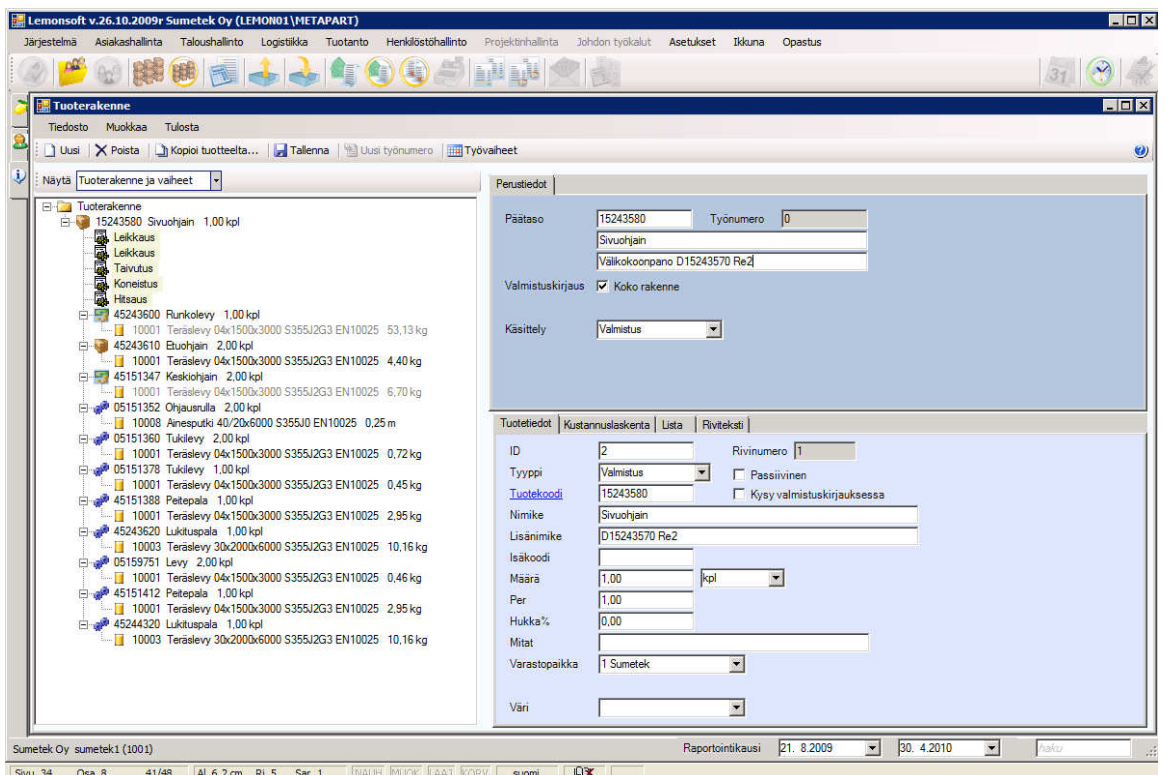 Lemonsoft v.26.10.2009r Sumetek Oy (LEMON01\METAPART)
Järjestelmä Asiakashallinta Taloushallinto Logistiikka Tuotanto Henkilöstöhallinto Projektinhallinta Johdon työkalut Asetukset Ikkuna Opastus
31
Tuoterakenne
Tiedosto Muokkaa Tulosta
Uusi Poista Kopioi tuotteelta... Tallenna Uusi työnumero Työvaiheet
Näytä Tuoterakenne ja vaiheet
Tuoterakenne
15243580 Sivuohjain 1,00 kpl
Leikkaus
Leikkaus
Taivutus
Koneistus
Hitsaus
45243600 Runkolevy 1,00 kpl
10001 Teräslevy 04x1500x3000 S355J2G3 EN10025 53,13 kg
45243610 Etuohjain 2,00 kpl
10001 Teräslevy 04x1500x3000 S355J2G3 EN10025 4,40 kg
45151347 Keskiohjain 2,00 kpl
10001 Teräslevy 04x1500x3000 S355J2G3 EN10025 6,70 kg
05151352 Ohjausrulla 2,00 kpl
10008 Ainesputki 40/20x6000 S355J0 EN10025 0,25 m
05151360 Tukilevy 2,00 kpl
10001 Teräslevy 04x1500x3000 S355J2G3 EN10025 0,72 kg
05151378 Tukilevy 1,00 kpl
10001 Teräslevy 04x1500x3000 S355J2G3 EN10025 0,45 kg
45151388 Peitepala 1,00 kpl
10001 Teräslevy 04x1500x3000 S355J2G3 EN10025 2,95 kg
45243620 Lukituspala 1,00 kpl
10003 Teräslevy 30x2000x6000 S355J2G3 EN10025 10,16 kg
05159751 Levy 2,00 kpl
10001 Teräslevy 04x1500x3000 S355J2G3 EN10025 0,46 kg
45151412 Peitepala 1,00 kpl
10001 Teräslevy 04x1500x3000 S355J2G3 EN10025 2,95 kg
45244320 Lukituspala 1,00 kpl
10003 Teräslevy 30x2000x6000 S355J2G3 EN10025 10,16 kg
Perustiedot
Päätaso 15243580 Työnumero 0
Sivuohjain
Välikokoonpano D15243570 Re2
Valmistuskirjaus Koko rakenne
Käsittely Valmistus
Tuotetiedot Kustannuslaskenta Lista Riviteksti
ID 2 Rivinumero 1
Tyyppi Valmistus Passiivinen
Tuotekoodi 15243580 Kysy valmistuskirjauksessa
Nimike Sivuohjain
Lisänimike D15243570 Re2
Isäkoodi
Määrä 1,00 kpl
Per 1,00
Hukka% 0,00
Mitat
Varastopaikka 1 Sumetek
Väri
Sumetek Oy sumetek1 (1001) Raportointikausi 21. 8.2009 30. 4.2010 haku
Sivu 34 Osa 8 41/48 Al 6,2 cm Ri 5 Sar 1 NAUH MUOK LAAJ KORV suomi